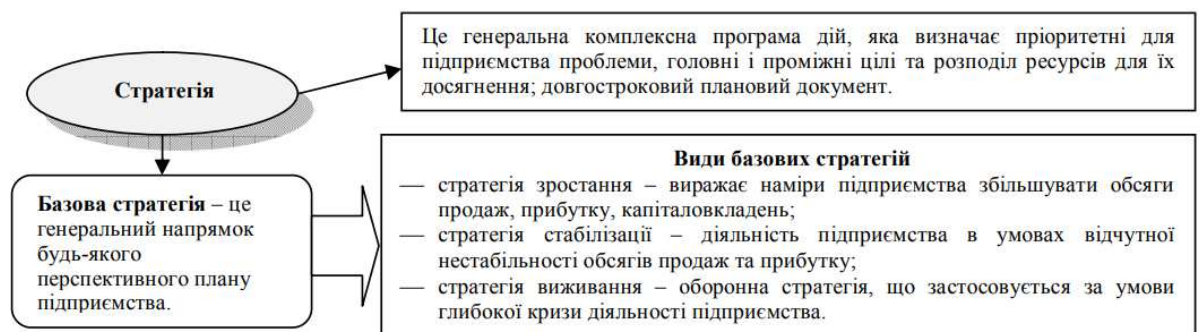 Стратегія
Це генеральна комплексна програма дій, яка визначає пріоритетні для
підприємства проблеми, головні і проміжні цілі та розподіл ресурсів для їх
досягнення; довгостроковий плановий документ.
Базова стратегія – це
генеральний напрямок
будь-якого
перспективного плану
підприємства.
Види базових стратегій
— стратегія зростання – виражає наміри підприємства збільшувати обсяги
продаж, прибутку, капіталовкладень;
— стратегія стабілізації – діяльність підприємства в умовах відчутної
нестабільності обсягів продаж та прибутку;
— стратегія виживання – оборонна стратегія, що застосовується за умови
глибокої кризи діяльності підприємства.